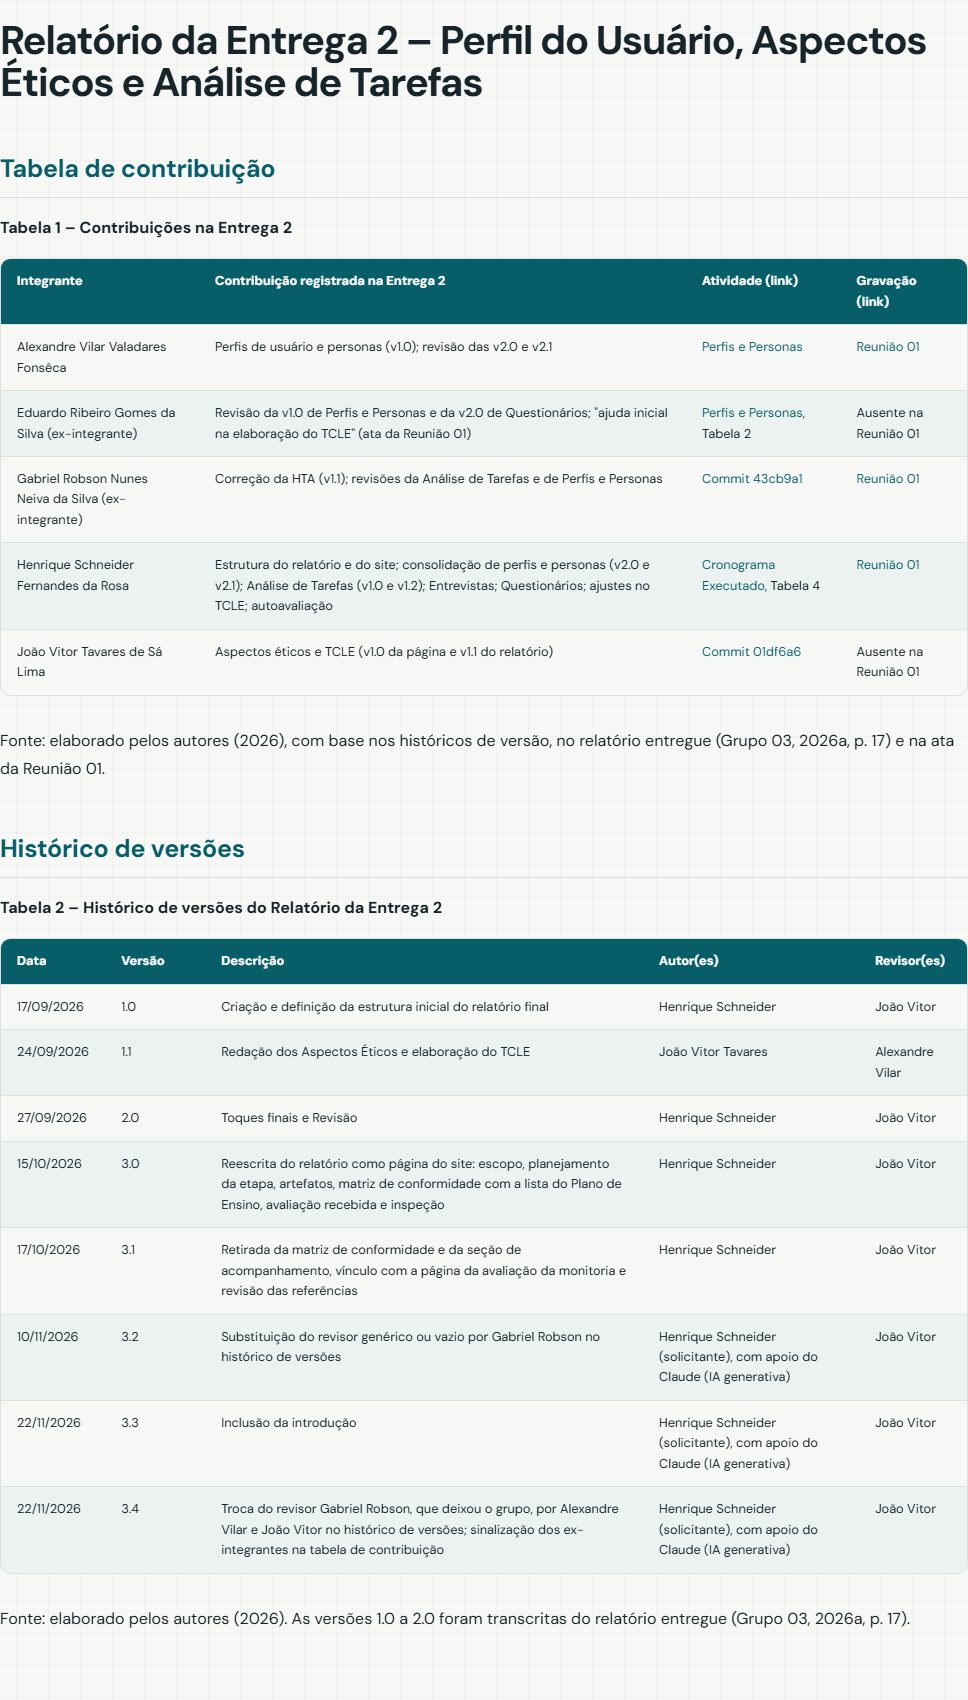 Relatório da Entrega 2 – Perfil do Usuário, Aspectos
Éticos e Análise de Tarefas
Tabela de contribuição
Tabela 1 – Contribuições na Entrega 2
Integrante Contribuição registrada na Entrega 2 Atividade (link) Gravação
(link)
Alexandre Vilar Valadares Perfis de usuário e personas (v1.0); revisão das v2.0 e v2.1 Perfis e Personas Reunião 01
Fonsêca
Eduardo Ribeiro Gomes da Revisão da v1.0 de Perfis e Personas e da v2.0 de Questionários; "ajuda inicial Perfis e Personas, Ausente na
Silva (ex-integrante) na elaboração do TCLE" (ata da Reunião 01) Tabela 2 Reunião 01
Gabriel Robson Nunes Correção da HTA (v1.1); revisões da Análise de Tarefas e de Perfis e Personas Commit 43cb9a1 Reunião 01
Neiva da Silva (ex-
integrante)
Henrique Schneider Estrutura do relatório e do site; consolidação de perfis e personas (v2.0 e Cronograma Reunião 01
Fernandes da Rosa v2.1); Análise de Tarefas (v1.0 e v1.2); Entrevistas; Questionários; ajustes no Executado, Tabela 4
TCLE; autoavaliação
João Vitor Tavares de Sá Aspectos éticos e TCLE (v1.0 da página e v1.1 do relatório) Commit 01df6a6 Ausente na
Lima Reunião 01
Fonte: elaborado pelos autores (2026), com base nos históricos de versão, no relatório entregue (Grupo 03, 2026a, p. 17) e na ata
da Reunião 01.
Histórico de versões
Tabela 2 – Histórico de versões do Relatório da Entrega 2
Data Versão Descrição Autor(es) Revisor(es)
17/09/2026 1.0 Criação e definição da estrutura inicial do relatório final Henrique Schneider João Vitor
24/09/2026 1.1 Redação dos Aspectos Éticos e elaboração do TCLE João Vitor Tavares Alexandre
Vilar
27/09/2026 2.0 Toques finais e Revisão Henrique Schneider João Vitor
15/10/2026 3.0 Reescrita do relatório como página do site: escopo, planejamento Henrique Schneider João Vitor
da etapa, artefatos, matriz de conformidade com a lista do Plano de
Ensino, avaliação recebida e inspeção
17/10/2026 3.1 Retirada da matriz de conformidade e da seção de Henrique Schneider João Vitor
acompanhamento, vínculo com a página da avaliação da monitoria e
revisão das referências
10/11/2026 3.2 Substituição do revisor genérico ou vazio por Gabriel Robson no Henrique Schneider João Vitor
histórico de versões (solicitante), com apoio do
Claude (IA generativa)
22/11/2026 3.3 Inclusão da introdução Henrique Schneider João Vitor
(solicitante), com apoio do
Claude (IA generativa)
22/11/2026 3.4 Troca do revisor Gabriel Robson, que deixou o grupo, por Alexandre Henrique Schneider João Vitor
Vilar e João Vitor no histórico de versões; sinalização dos ex- (solicitante), com apoio do
integrantes na tabela de contribuição Claude (IA generativa)
Fonte: elaborado pelos autores (2026). As versões 1.0 a 2.0 foram transcritas do relatório entregue (Grupo 03, 2026a, p. 17).